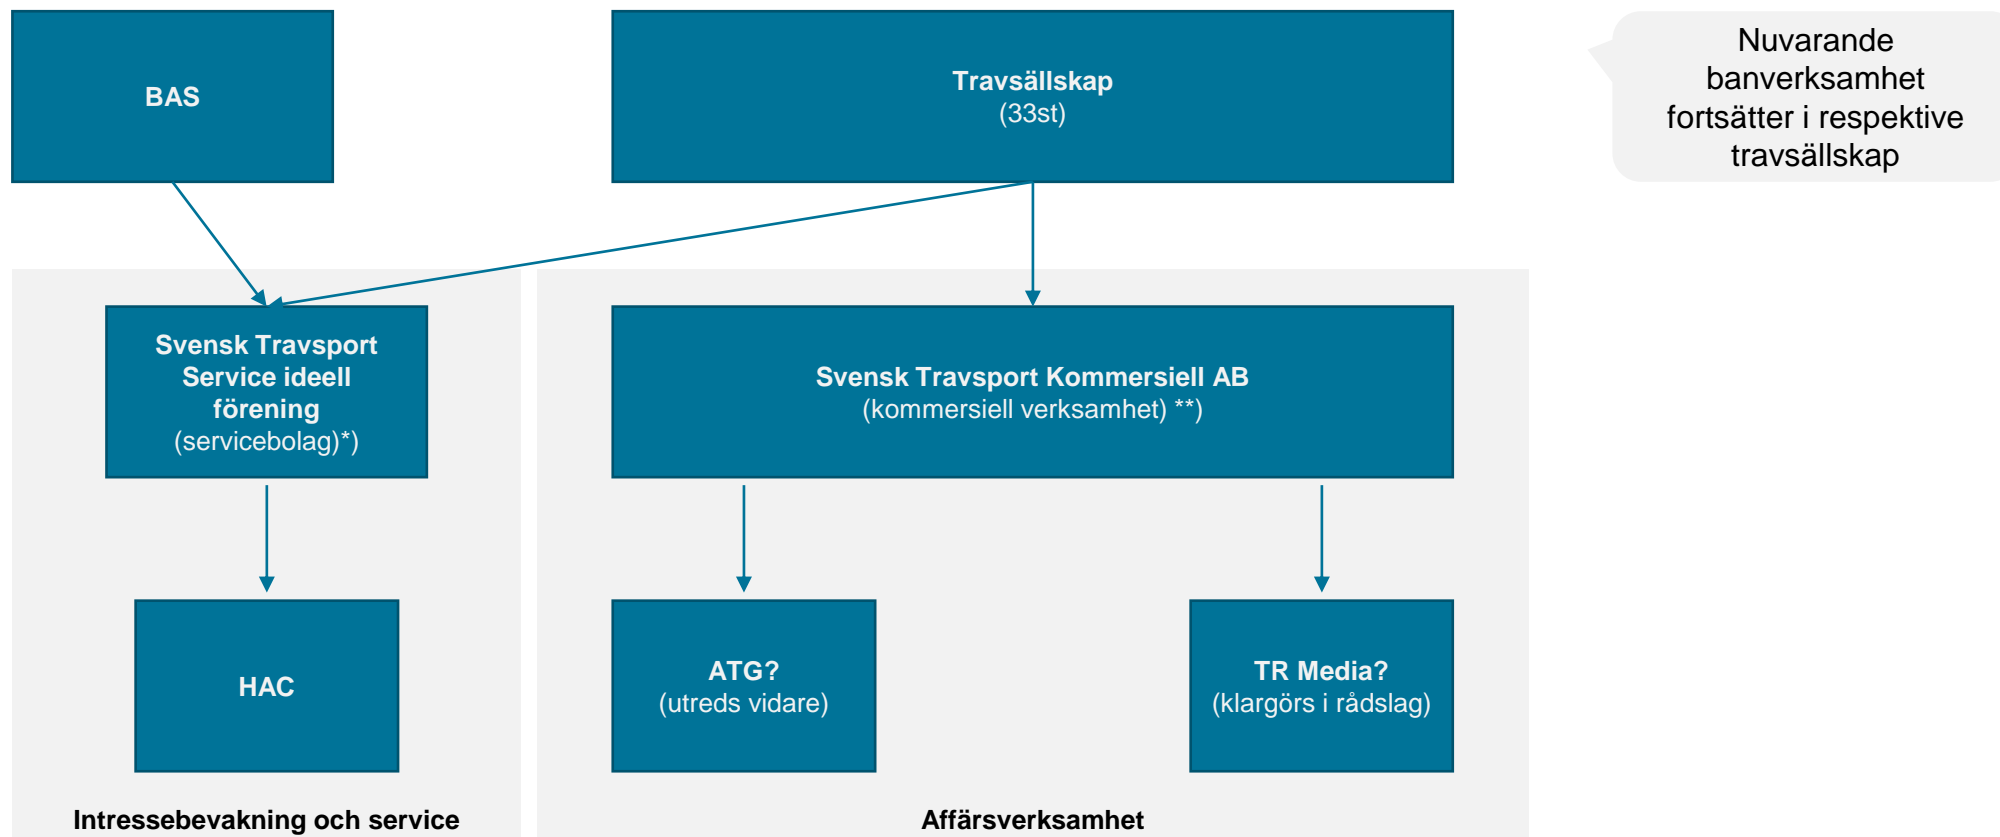 BAS
Travsällskap
(33st)
Nuvarande
banverksamhet
fortsätter i respektive
travsällskap
Svensk Travsport
Service ideell
förening
(servicebolag)*)
Svensk Travsport Kommersiell AB
(kommersiell verksamhet) **)
HAC
ATG?
(utreds vidare)
TR Media?
(klargörs i rådslag)
Intressebevakning och service
Affärsverksamhet